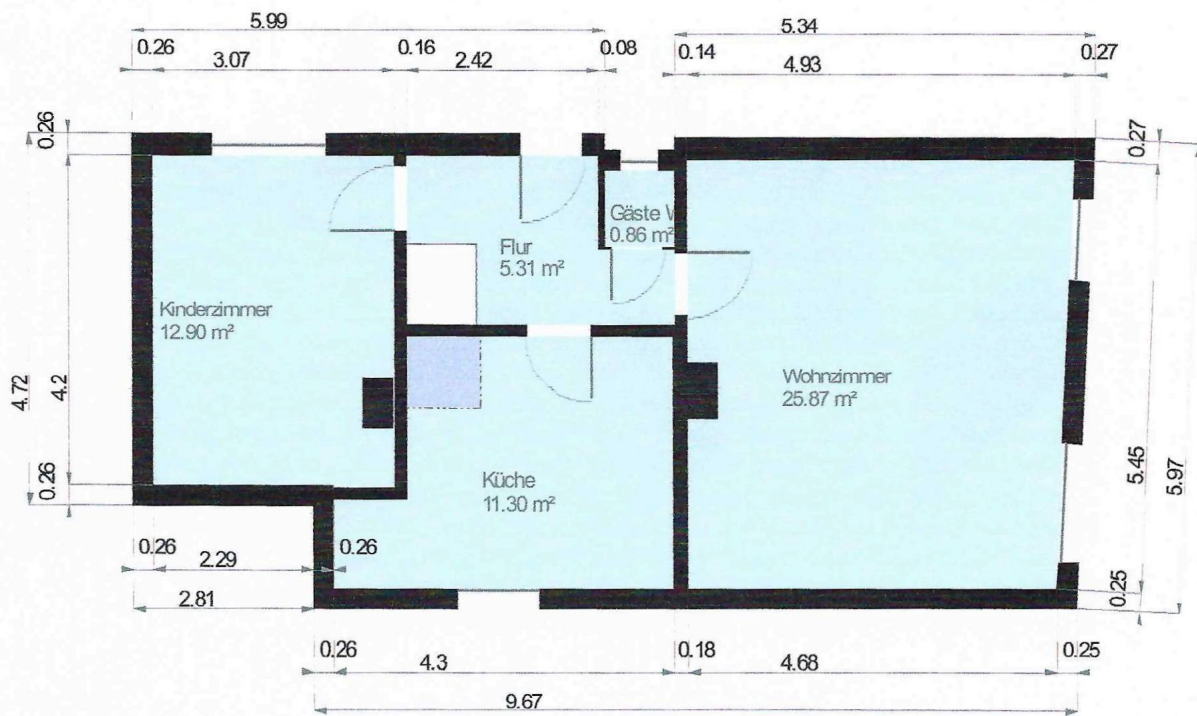 5.99
5.34
0.26 0.16 0.08 0.14 0.27
3.07 2.42 4.93
0.26
0.27
Gäste W
0.86 m²
Flur
5.31 m²
Kinderzimmer
12.90 m²
Wohnzimmer
25.87 m²
4.72
4.2
5.45
5.97
Küche
11.30 m²
0.26
0.26 0.26
2.29
2.81
0.25
0.26 0.18 0.25
4.3 4.68
9.67